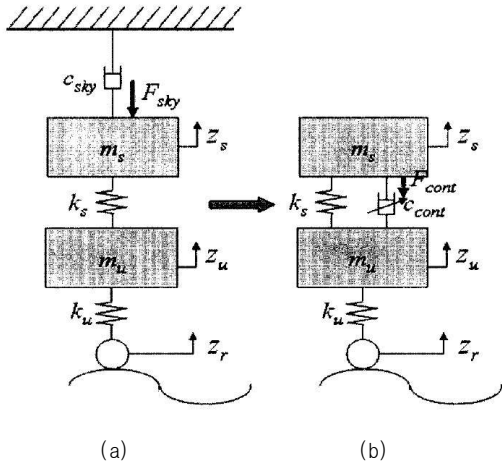 c_sky
F_sky
m_s
z_s
k_s
m_u
z_u
k_u
z_r
(a)
m_s
z_s
F_cont
k_s
c_cont
m_u
z_u
k_u
z_r
(b)